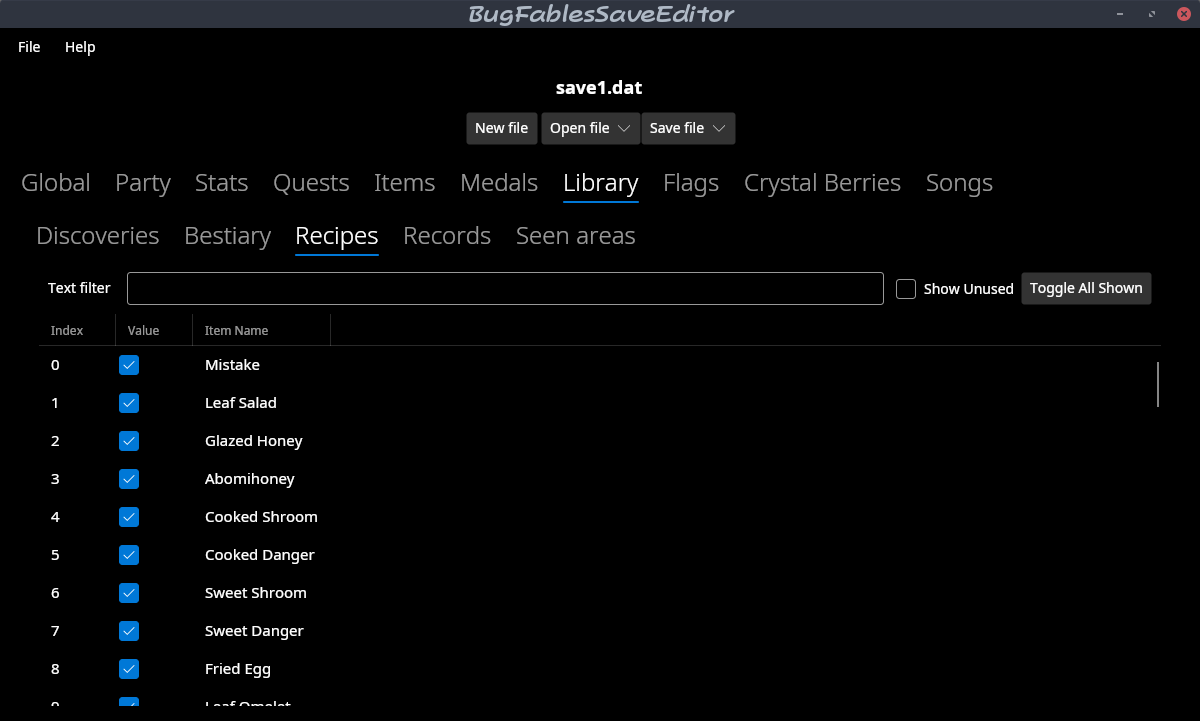 BugFablesSaveEditor
File Help
save1.dat
New file Open file Save file
Global Party Stats Quests Items Medals Library Flags Crystal Berries Songs
Discoveries Bestiary Recipes Records Seen areas
Text filter Show Unused Toggle All Shown
Index Value Item Name
0 Mistake
1 Leaf Salad
2 Glazed Honey
3 Abomihoney
4 Cooked Shroom
5 Cooked Danger
6 Sweet Shroom
7 Sweet Danger
8 Fried Egg
9 Leaf Omelet